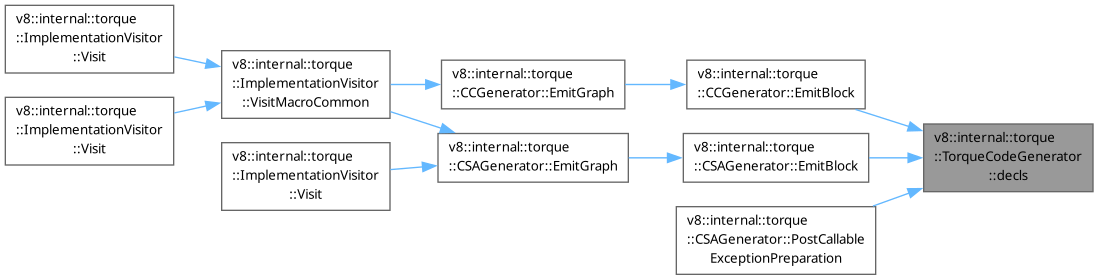 v8::internal::torque
::ImplementationVisitor
::Visit
v8::internal::torque
::ImplementationVisitor
::Visit
v8::internal::torque
::ImplementationVisitor
::VisitMacroCommon
v8::internal::torque
::ImplementationVisitor
::Visit
v8::internal::torque
::CCGenerator::EmitGraph
v8::internal::torque
::CSAGenerator::EmitGraph
v8::internal::torque
::CCGenerator::EmitBlock
v8::internal::torque
::CSAGenerator::EmitBlock
v8::internal::torque
::CSAGenerator::PostCallable
ExceptionPreparation
v8::internal::torque
::TorqueCodeGenerator
::decls